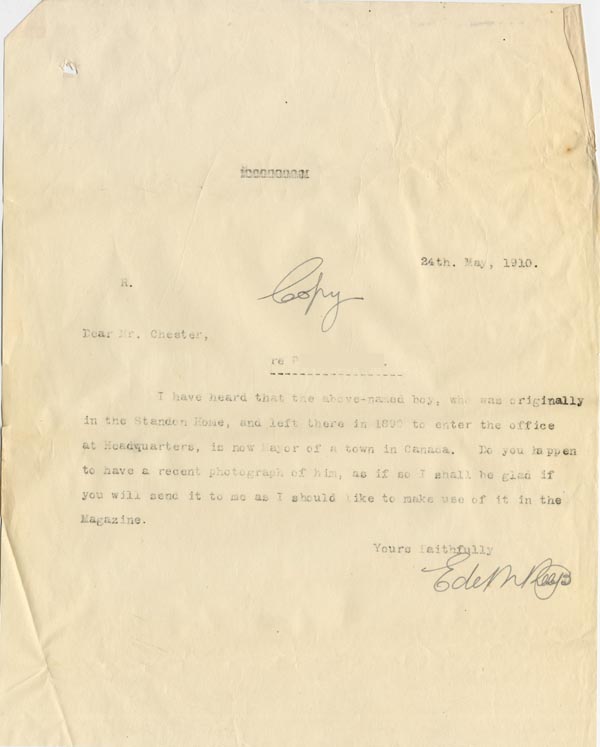 24th. May, 1910.
R.
Copy
Dear Mr. Chester,
re P .
I have heard that the above-named boy, who was originally
in the Standon Home, and left there in 1890 to enter the office
at Headquarters, is now Mayor of a town in Canada. Do you happen
to have a recent photograph of him, as if so I shall be glad if
you will send it to me as I should like to make use of it in the
Magazine.
Yours faithfully